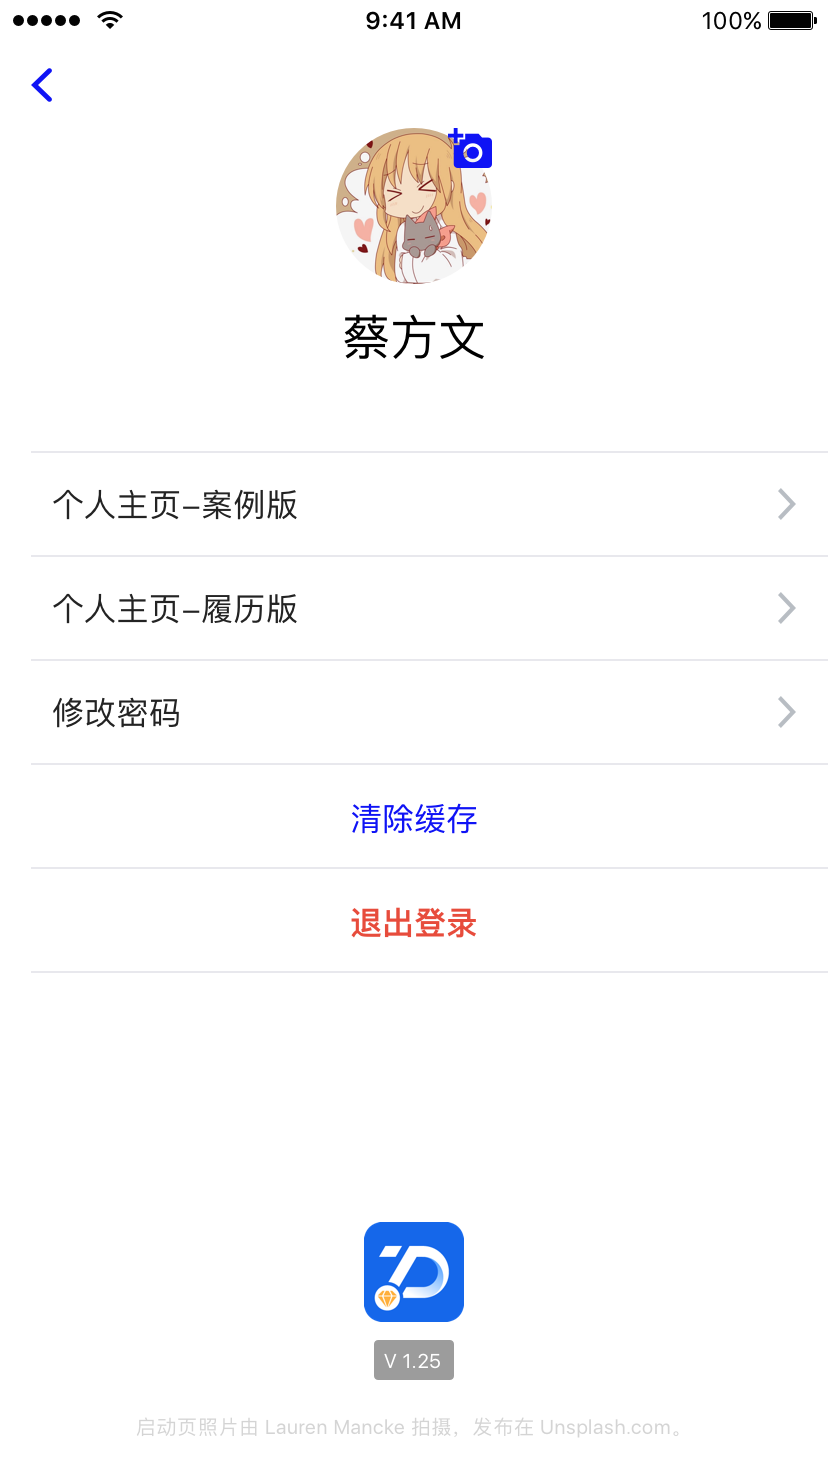 9:41 AM 100%
蔡方文
个人主页–案例版
个人主页–履历版
修改密码
清除缓存
退出登录
V 1.25
启动页照片由 Lauren Mancke 拍摄，发布在 Unsplash.com。